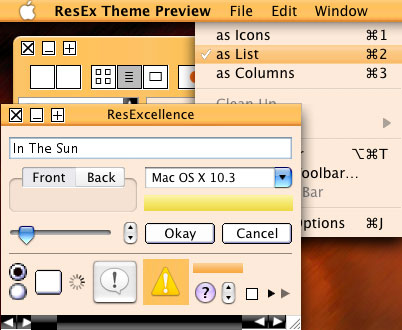 ResEx Theme Preview File Edit Window
as Icons ⌘1
as List ⌘2
as Columns ⌘3
Clean Up
ResExcellence
In The Sun
⌥⌘T
Front Back
Mac OS X 10.3
oolbar...
Bar
Okay Cancel
Options ⌘J